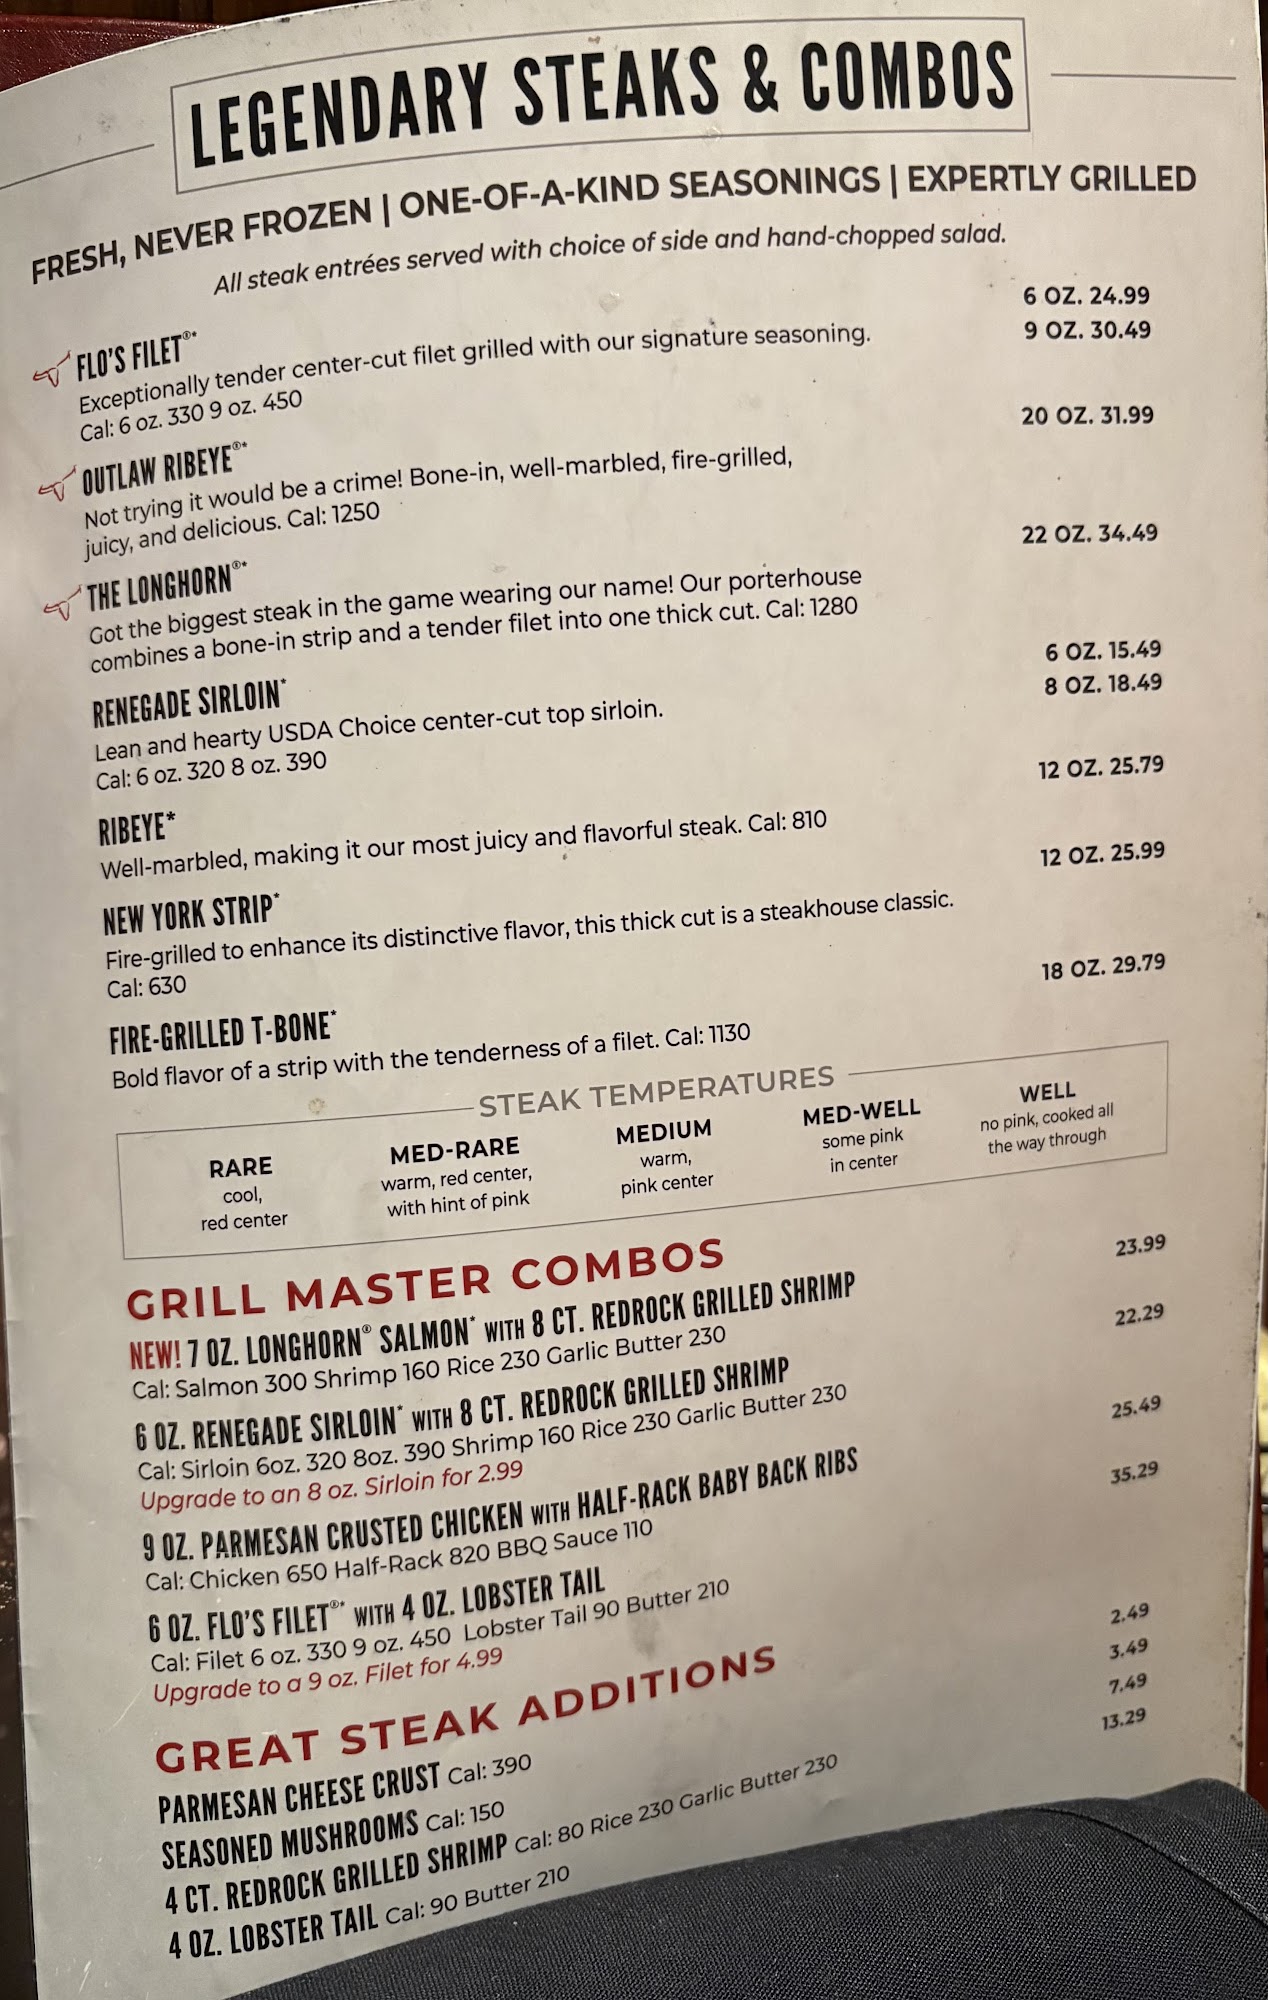 LEGENDARY STEAKS & COMBOS
FRESH, NEVER FROZEN | ONE-OF-A-KIND SEASONINGS | EXPERTLY GRILLED
All steak entrées served with choice of side and hand-chopped salad.
FLO'S FILET®* 6 OZ. 24.99
9 OZ. 30.49
Exceptionally tender center-cut filet grilled with our signature seasoning.
Cal: 6 oz. 330 9 oz. 450
OUTLAW RIBEYE®* 20 OZ. 31.99
Not trying it would be a crime! Bone-in, well-marbled, fire-grilled,
juicy, and delicious. Cal: 1250
THE LONGHORN®* 22 OZ. 34.49
Got the biggest steak in the game wearing our name! Our porterhouse
combines a bone-in strip and a tender filet into one thick cut. Cal: 1280
RENEGADE SIRLOIN* 6 OZ. 15.49
8 OZ. 18.49
Lean and hearty USDA Choice center-cut top sirloin.
Cal: 6 oz. 320 8 oz. 390
RIBEYE* 12 OZ. 25.79
Well-marbled, making it our most juicy and flavorful steak. Cal: 810
NEW YORK STRIP* 12 OZ. 25.99
Fire-grilled to enhance its distinctive flavor, this thick cut is a steakhouse classic.
Cal: 630
FIRE-GRILLED T-BONE* 18 OZ. 29.79
Bold flavor of a strip with the tenderness of a filet. Cal: 1130
STEAK TEMPERATURES
RARE
cool,
red center
MED-RARE
warm, red center,
with hint of pink
MEDIUM
warm,
pink center
MED-WELL
some pink
in center
WELL
no pink, cooked all
the way through
GRILL MASTER COMBOS
NEW! 7 OZ. LONGHORN® SALMON* WITH 8 CT. REDROCK GRILLED SHRIMP 23.99
Cal: Salmon 300 Shrimp 160 Rice 230 Garlic Butter 230
6 OZ. RENEGADE SIRLOIN* WITH 8 CT. REDROCK GRILLED SHRIMP 22.29
Cal: Sirloin 6oz. 320 8oz. 390 Shrimp 160 Rice 230 Garlic Butter 230
Upgrade to an 8 oz. Sirloin for 2.99
9 OZ. PARMESAN CRUSTED CHICKEN WITH HALF-RACK BABY BACK RIBS 25.49
Cal: Chicken 650 Half-Rack 820 BBQ Sauce 110
6 OZ. FLO'S FILET®* WITH 4 OZ. LOBSTER TAIL 35.29
Cal: Filet 6 oz. 330 9 oz. 450 Lobster Tail 90 Butter 210
Upgrade to a 9 oz. Filet for 4.99
GREAT STEAK ADDITIONS
PARMESAN CHEESE CRUST Cal: 390 2.49
SEASONED MUSHROOMS Cal: 150 3.49
4 CT. REDROCK GRILLED SHRIMP Cal: 80 Rice 230 Garlic Butter 230 7.49
4 OZ. LOBSTER TAIL Cal: 90 Butter 210 13.29